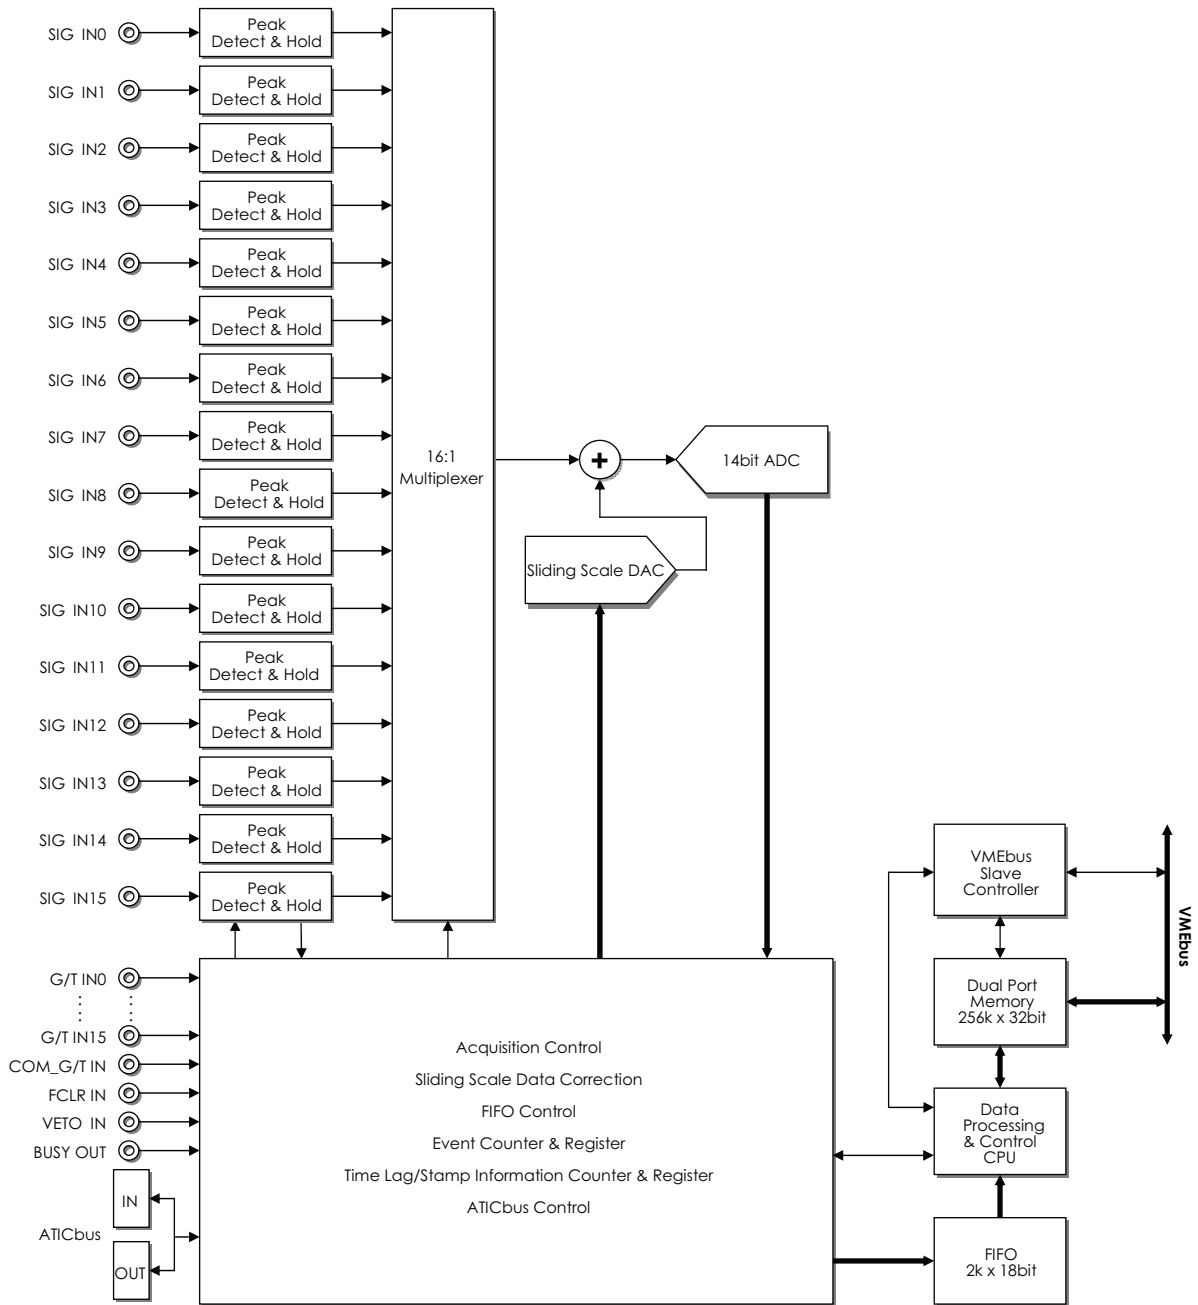 SIG IN0
Peak
Detect & Hold
SIG IN1
Peak
Detect & Hold
SIG IN2
Peak
Detect & Hold
SIG IN3
Peak
Detect & Hold
SIG IN4
Peak
Detect & Hold
SIG IN5
Peak
Detect & Hold
SIG IN6
Peak
Detect & Hold
SIG IN7
Peak
Detect & Hold
SIG IN8
Peak
Detect & Hold
SIG IN9
Peak
Detect & Hold
SIG IN10
Peak
Detect & Hold
SIG IN11
Peak
Detect & Hold
SIG IN12
Peak
Detect & Hold
SIG IN13
Peak
Detect & Hold
SIG IN14
Peak
Detect & Hold
SIG IN15
Peak
Detect & Hold
16:1
Multiplexer
+
14bit ADC
Sliding Scale DAC
G/T IN0
G/T IN15
COM_G/T IN
FCLR IN
VETO IN
BUSY OUT
ATICbus
IN
OUT
Acquisition Control
Sliding Scale Data Correction
FIFO Control
Event Counter & Register
Time Lag/Stamp Information Counter & Register
ATICbus Control
VMEbus
Slave
Controller
Dual Port
Memory
256k x 32bit
Data
Processing
& Control
CPU
FIFO
2k x 18bit
VMEbus